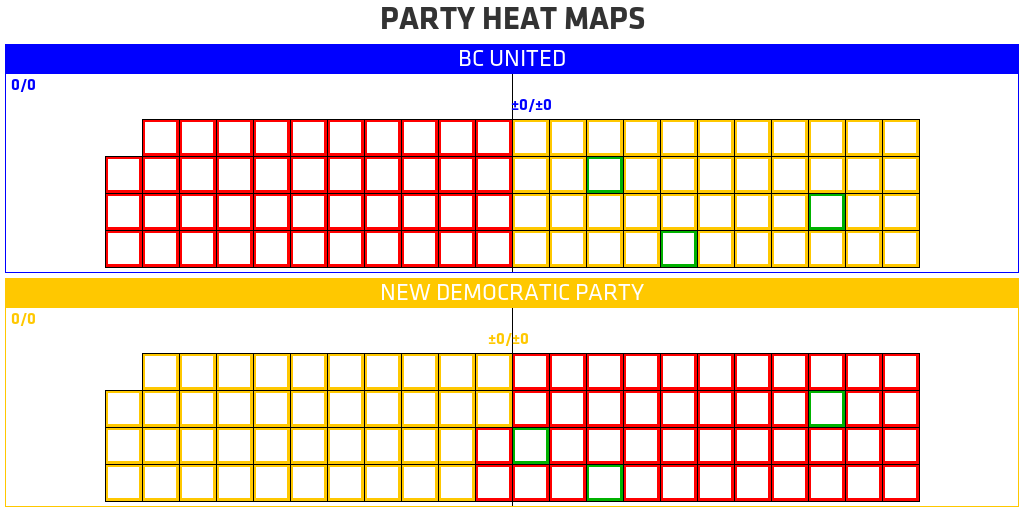 PARTY HEAT MAPS
BC UNITED
0/0
±0/±0
NEW DEMOCRATIC PARTY
0/0
±0/±0